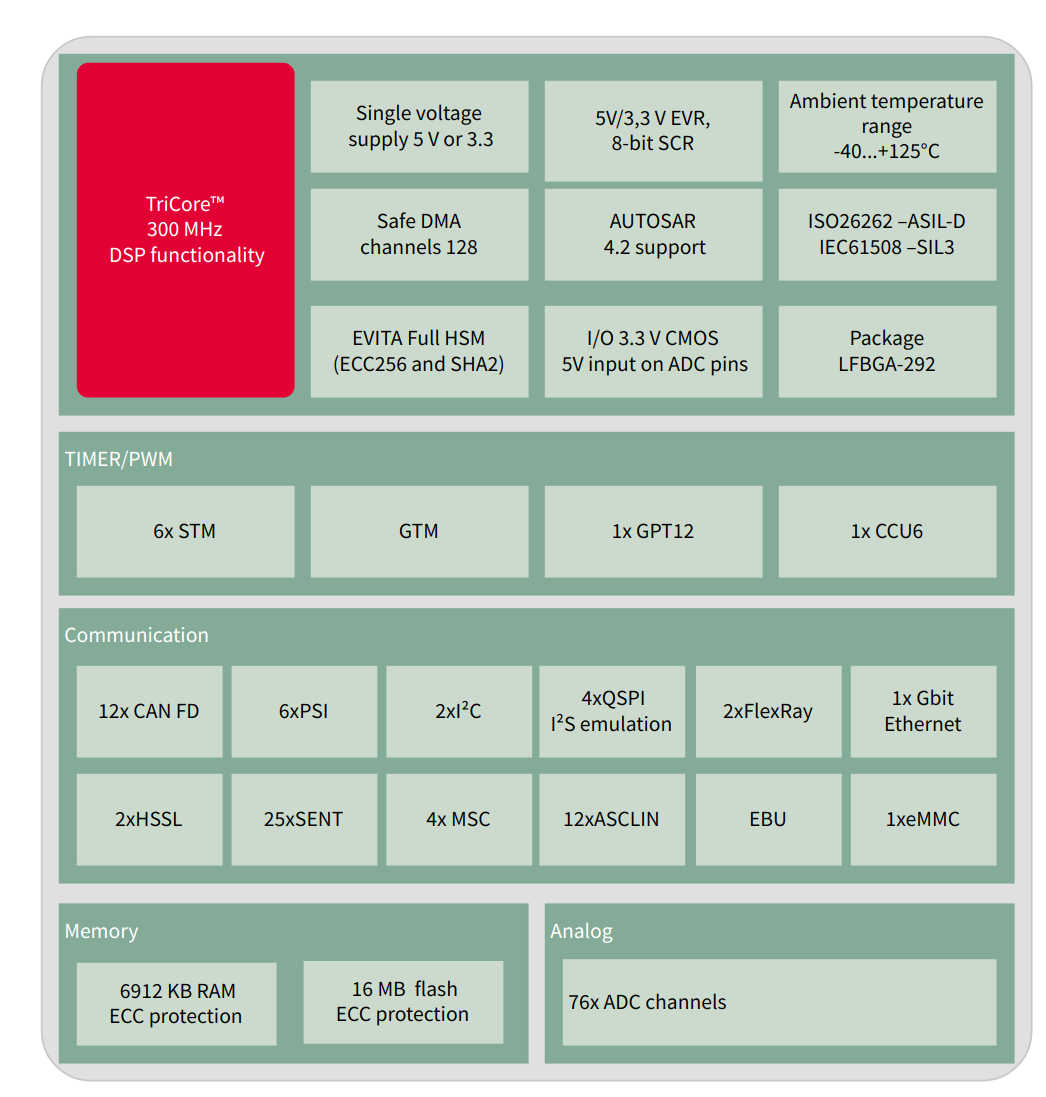 TriCore™
300 MHz
DSP functionality
Single voltage
supply 5 V or 3.3
5V/3,3 V EVR,
8-bit SCR
Ambient temperature
range
-40...+125°C
Safe DMA
channels 128
AUTOSAR
4.2 support
ISO26262 –ASIL-D
IEC61508 –SIL3
EVITA Full HSM
(ECC256 and SHA2)
I/O 3.3 V CMOS
5V input on ADC pins
Package
LFBGA-292
TIMER/PWM
6x STM
GTM
1x GPT12
1x CCU6
Communication
12x CAN FD
6xPSI
2xI²C
4xQSPI
I²S emulation
2xFlexRay
1x Gbit
Ethernet
2xHSSL
25xSENT
4x MSC
12xASCLIN
EBU
1xeMMC
Memory
6912 KB RAM
ECC protection
16 MB flash
ECC protection
Analog
76x ADC channels